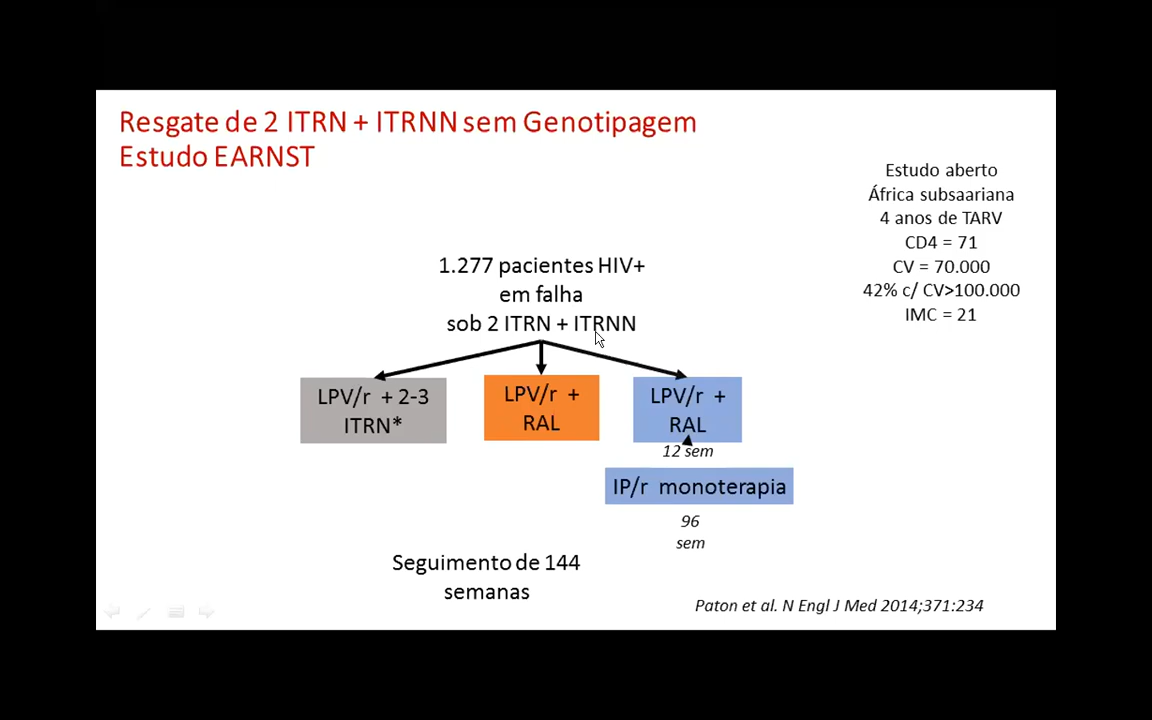 Resgate de 2 ITRN + ITRNN sem Genotipagem
Estudo EARNST
Estudo aberto
África subsaariana
4 anos de TARV
CD4 = 71
CV = 70.000
42% c/ CV>100.000
IMC = 21
1.277 pacientes HIV+
em falha
sob 2 ITRN + ITRNN
LPV/r + 2-3
ITRN*
LPV/r +
RAL
LPV/r +
RAL
12 sem
IP/r monoterapia
96
sem
Seguimento de 144
semanas
Paton et al. N Engl J Med 2014;371:234